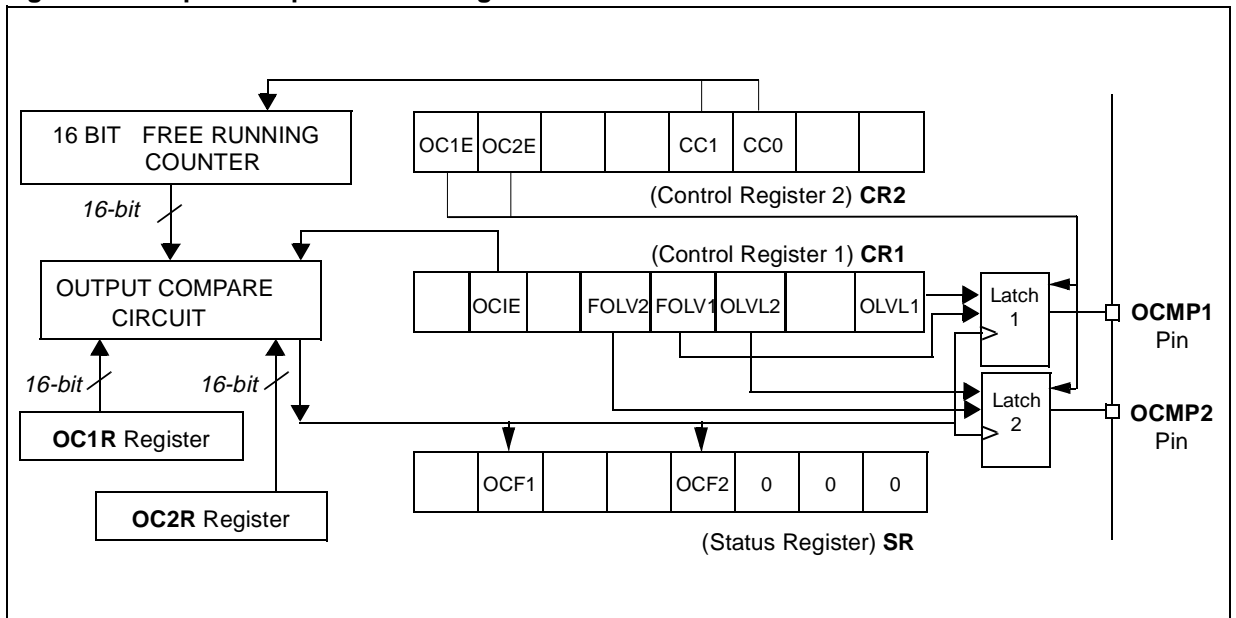 16 BIT FREE RUNNING
COUNTER
16-bit
OC1E OC2E CC1 CC0
(Control Register 2) CR2
(Control Register 1) CR1
OUTPUT COMPARE
CIRCUIT
OCIE FOLV2 FOLV1 OLVL2 OLVL1
Latch
1
OCMP1
Pin
16-bit
16-bit
Latch
2
OCMP2
Pin
OC1R Register
OCF1 OCF2 0 0 0
OC2R Register
(Status Register) SR